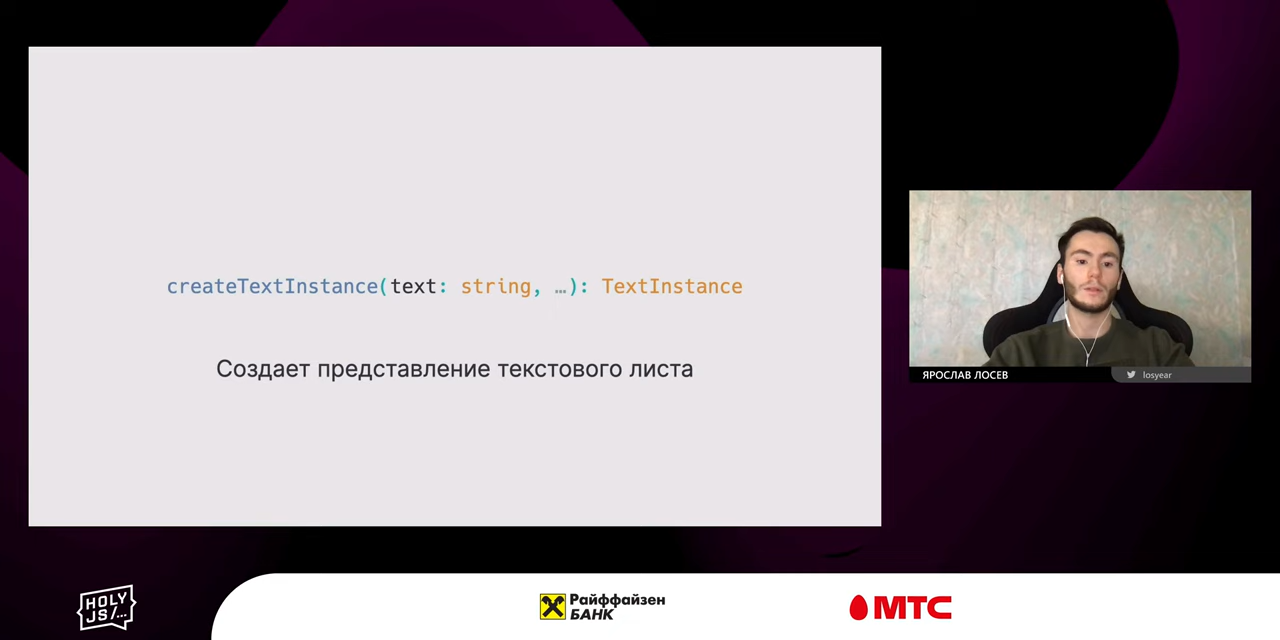 createTextInstance(text: string, …): TextInstance
Создает представление текстового листа
ЯРОСЛАВ ЛОСЕВ
losyear
HOLY
JS/...
Райффайзен
БАНК
МТС